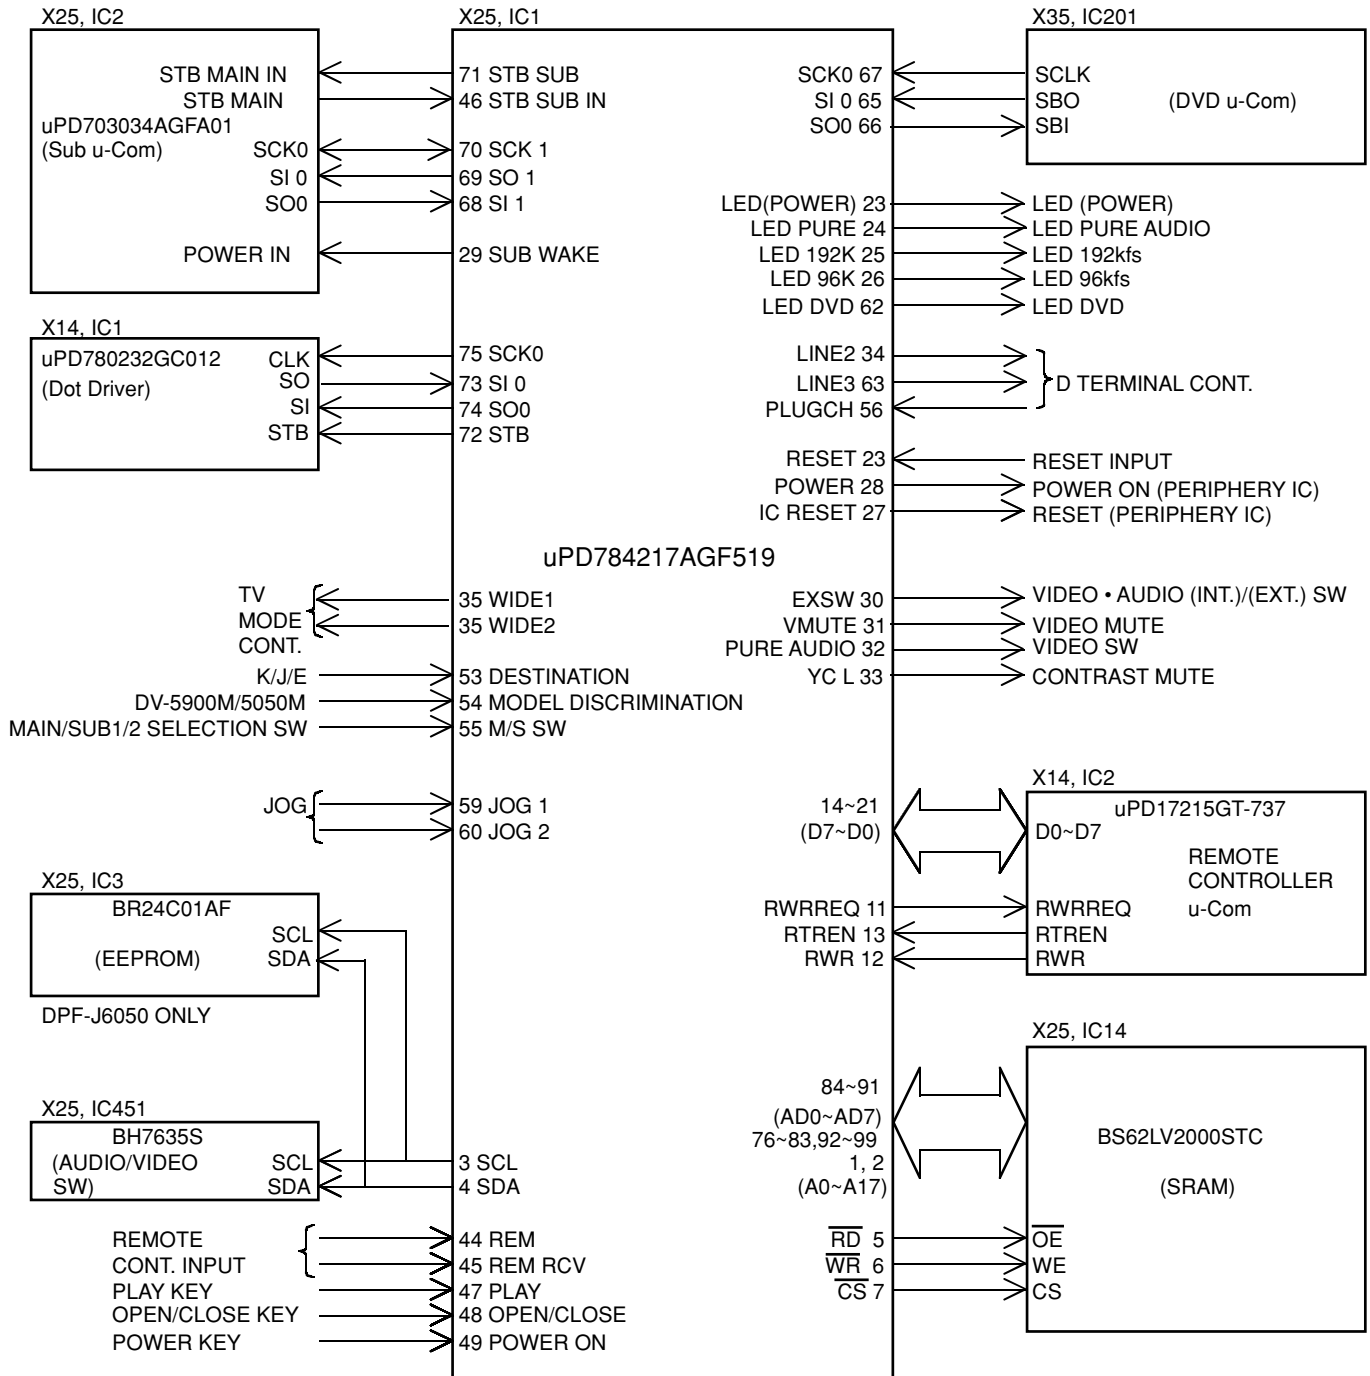 X25, IC2
STB MAIN IN
STB MAIN
uPD703034AGFA01
(Sub u-Com)
SCK0
SI 0
SO0
POWER IN
X14, IC1
uPD780232GC012
(Dot Driver)
CLK
SO
SI
STB
TV
MODE
CONT.
K/J/E
DV-5900M/5050M
MAIN/SUB1/2 SELECTION SW
JOG
X25, IC3
BR24C01AF
(EEPROM)
SCL
SDA
DPF-J6050 ONLY
X25, IC451
BH7635S
(AUDIO/VIDEO
SW)
SCL
SDA
REMOTE
CONT. INPUT
PLAY KEY
OPEN/CLOSE KEY
POWER KEY
X25, IC1
71 STB SUB
46 STB SUB IN
70 SCK 1
69 SO 1
68 SI 1
29 SUB WAKE
75 SCK0
73 SI 0
74 SO0
72 STB
uPD784217AGF519
35 WIDE1
35 WIDE2
53 DESTINATION
54 MODEL DISCRIMINATION
55 M/S SW
59 JOG 1
60 JOG 2
3 SCL
4 SDA
44 REM
45 REM RCV
47 PLAY
48 OPEN/CLOSE
49 POWER ON
SCK0 67
SI 0 65
SO0 66
LED(POWER) 23
LED PURE 24
LED 192K 25
LED 96K 26
LED DVD 62
LINE2 34
LINE3 63
PLUGCH 56
RESET 23
POWER 28
IC RESET 27
EXSW 30
VMUTE 31
PURE AUDIO 32
YC L 33
14~21
(D7~D0)
RWRREQ 11
RTREN 13
RWR 12
84~91
(AD0~AD7)
76~83,92~99
1, 2
(A0~A17)
RD 5
WR 6
CS 7
X35, IC201
SCLK
SBO
SBI
(DVD u-Com)
LED (POWER)
LED PURE AUDIO
LED 192kfs
LED 96kfs
LED DVD
D TERMINAL CONT.
RESET INPUT
POWER ON (PERIPHERY IC)
RESET (PERIPHERY IC)
VIDEO • AUDIO (INT.)/(EXT.) SW
VIDEO MUTE
VIDEO SW
CONTRAST MUTE
X14, IC2
uPD17215GT-737
D0~D7
REMOTE
CONTROLLER
u-Com
RWRREQ
RTREN
RWR
X25, IC14
BS62LV2000STC
(SRAM)
OE
WE
CS